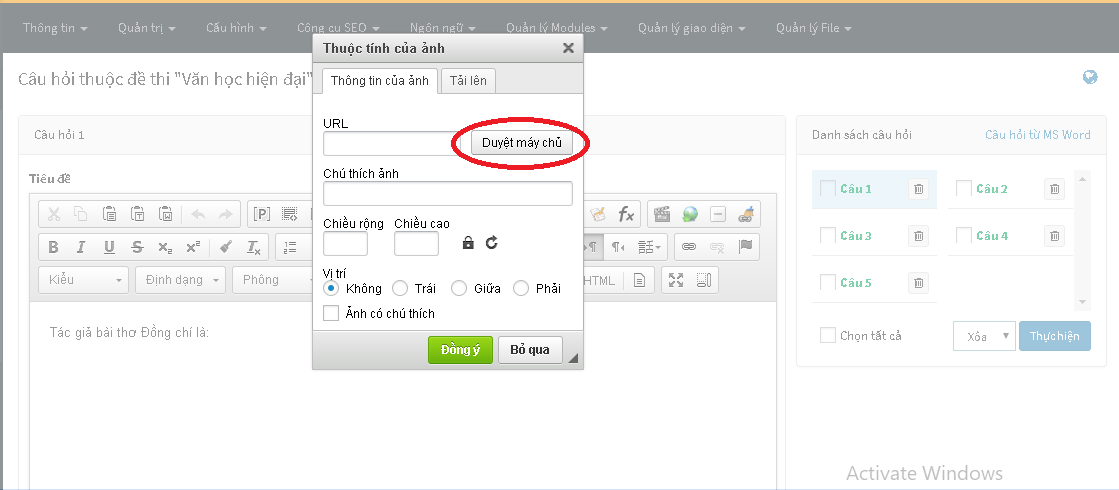 Thông tin Quản trị Cấu hình Công cụ SEO Ngôn ngữ Quản lý Modules Quản lý giao diện Quản lý File
Câu hỏi thuộc đề thi "Văn học hiện đại"
Câu hỏi 1
Tiêu đề
Kiểu Định dạng Phông
HTML
Tác giả bài thơ Đồng chí là:
Thuộc tính của ảnh
Thông tin của ảnh Tải lên
URL
Duyệt máy chủ
Chú thích ảnh
Chiều rộng Chiều cao
Vị trí
Không Trái Giữa Phải
Ảnh có chú thích
Đồng ý Bỏ qua
Danh sách câu hỏi Câu hỏi từ MS Word
Câu 1 Câu 2
Câu 3 Câu 4
Câu 5
Chọn tất cả Xóa Thực hiện
Activate Windows